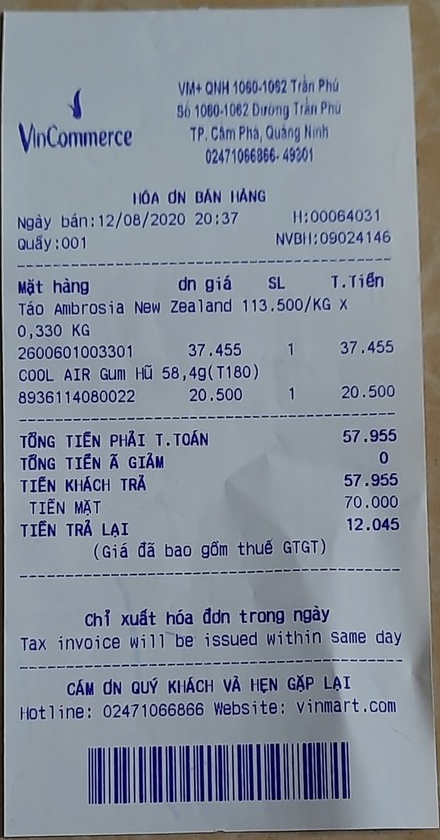 VinCommerce
VM+ QNH 1060-1062 Trần Phú
Số 1060-1062 Đường Trần Phú
TP. Cẩm Phả, Quảng Ninh
02471066866- 49301
HÓA ƠN BÁN HÀNG
Ngày bán:12/08/2020 20:37 H:00064031
Quầy:001 NVBH:09024146
Mặt hàng ơn giá SL T.Tiền
Táo Ambrosia New Zealand 113.500/KG X
0,330 KG
2600601003301 37.455 1 37.455
COOL AIR Gum Hũ 58,4g(T180)
8936114080022 20.500 1 20.500
TỔNG TIỀN PHẢI T.TOÁN 57.955
TỔNG TIỀN Ã GIẢM 0
TIỀN KHÁCH TRẢ 57.955
TIỀN MẶT 70.000
TIỀN TRẢ LẠI 12.045
(Giá đã bao gồm thuế GTGT)
Chỉ xuất hóa đơn trong ngày
Tax invoice will be issued within same day
CÁM ƠN QUÝ KHÁCH VÀ HẸN GẶP LẠI
Hotline: 02471066866 Website: vinmart.com